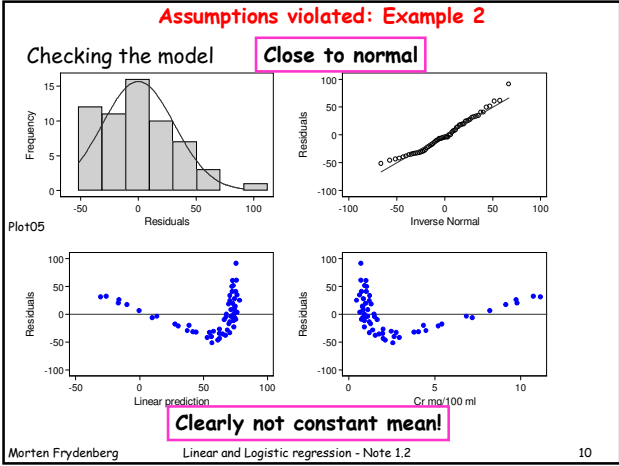 Assumptions violated: Example 2
Checking the model
Close to normal
Frequency
15
10
5
0
-50 0 50 100
Residuals
Residuals
100
50
0
-50
-100
-100 -50 0 50 100
Inverse Normal
Plot05
Residuals
100
50
0
-50
-100
-50 0 50 100
Linear prediction
Residuals
100
50
0
-50
-100
0 5 10
Cr mg/100 ml
Clearly not constant mean!
Morten Frydenberg Linear and Logistic regression - Note 1.2 10